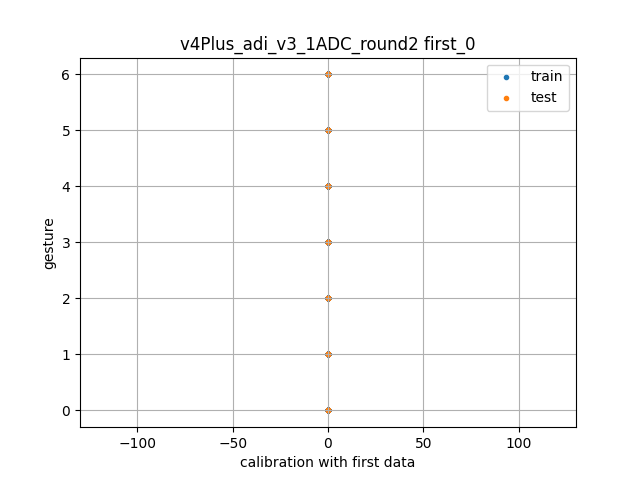 v4Plus_adi_v3_1ADC_round2 first_0
train
test
6
5
4
3
2
1
0
gesture
−100
−50
0
50
100
calibration with first data